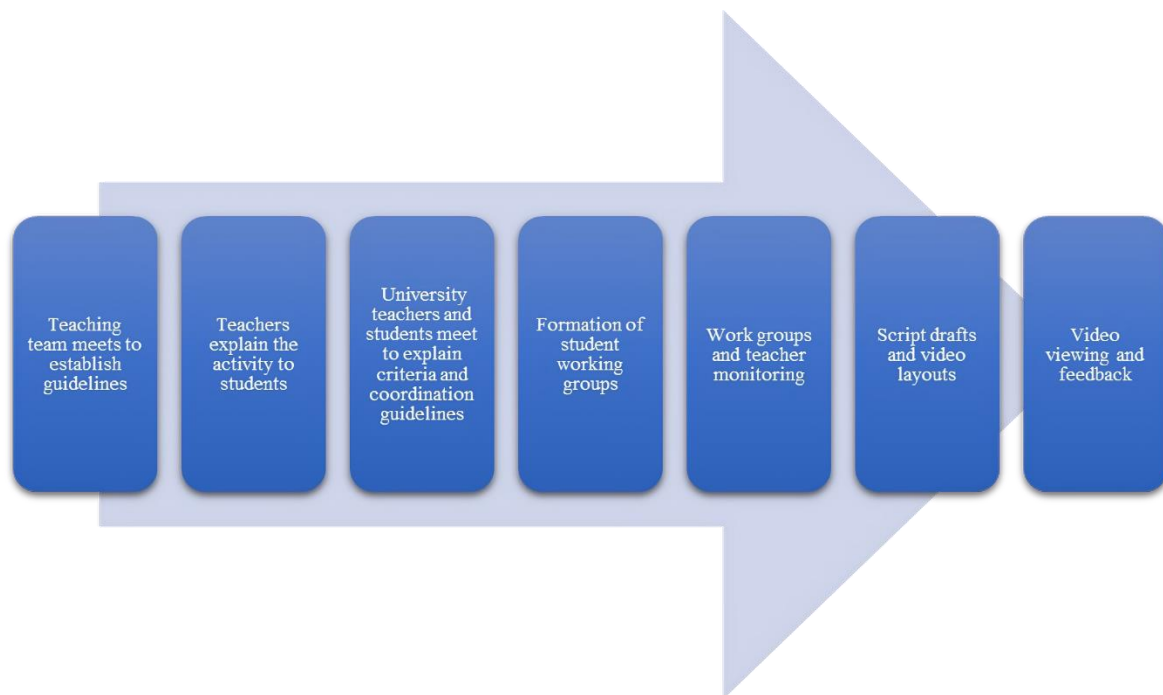 Teaching
team meets to
establish
guidelines
Teachers
explain the
activity to
students
University
teachers and
students meet
to explain
criteria and
coordination
guidelines
Formation of
student
working
groups
Work groups
and teacher
monitoring
Script drafts
and video
layouts
Video
viewing and
feedback